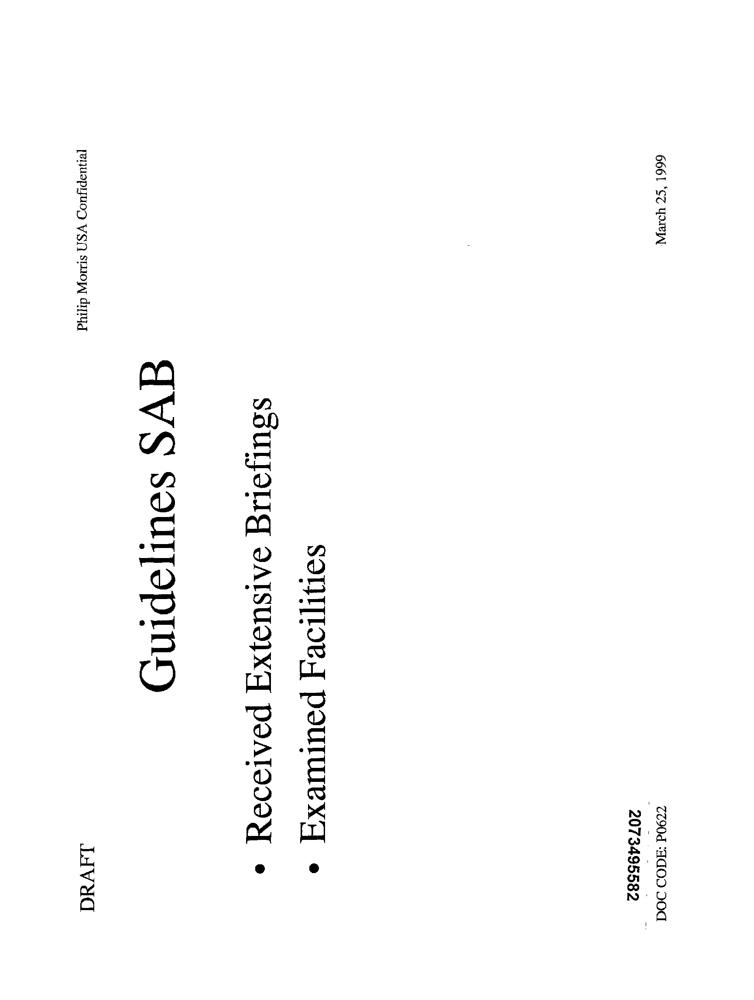 DRAFT
Philip Morris USA Confidential
Guidelines SAB
• Received Extensive Briefings
• Examined Facilities
2073495582
DOC CODE: P0622
March 25, 1999